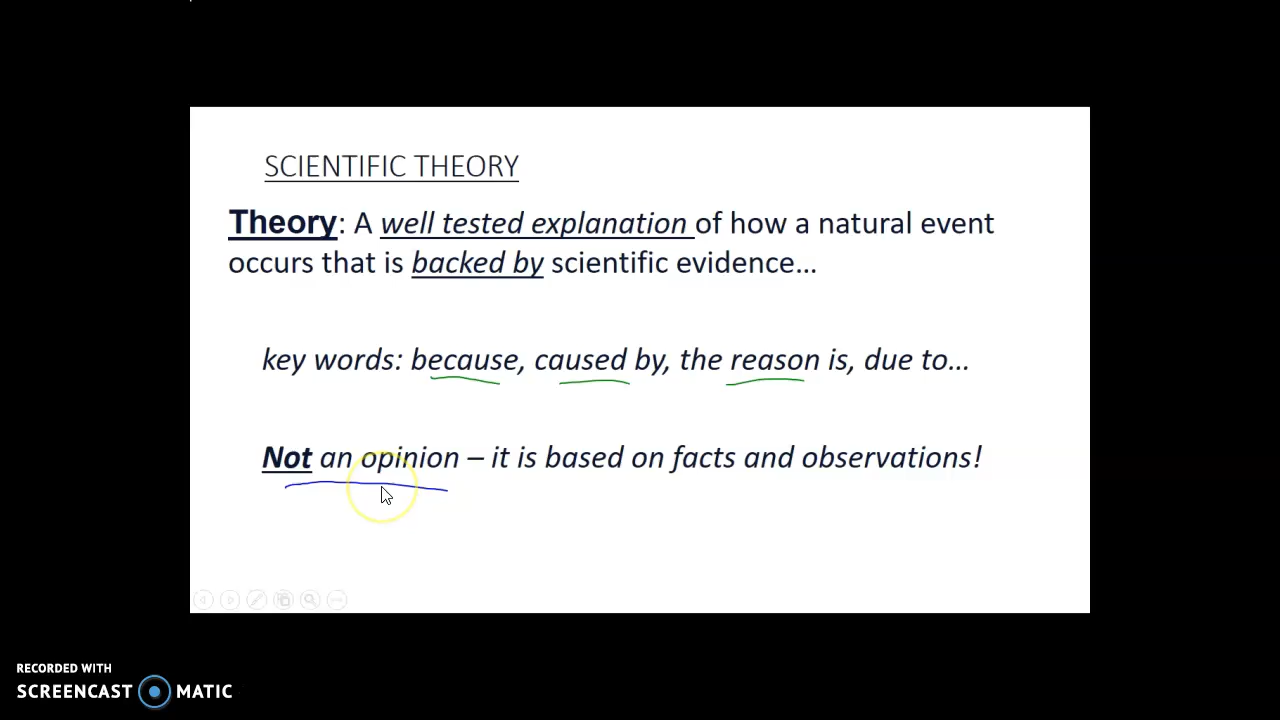 SCIENTIFIC THEORY
Theory: A well tested explanation of how a natural event
occurs that is backed by scientific evidence...
key words: because, caused by, the reason is, due to...
Not an opinion – it is based on facts and observations!
RECORDED WITH
SCREENCAST MATIC